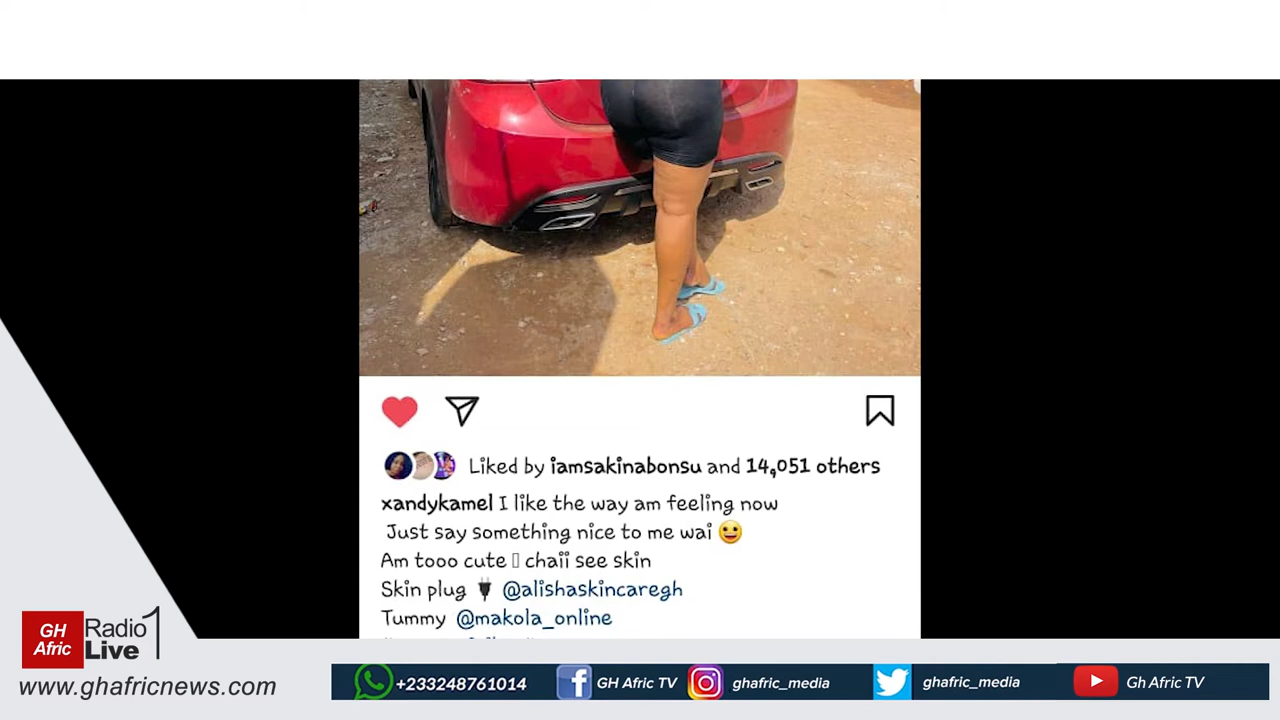 Liked by iamsakinabonsu and 14,051 others
xandykamel I like the way am feeling now
Just say something nice to me wai 😀
Am tooo cute ▯ chaii see skin
Skin plug 🔌 @alishaskincaregh
Tummy @makola_online
GH Afric
Radio 1
Live
www.ghafricnews.com
+233248761014
GH Afric TV
ghafric_media
ghafric_media
Gh Afric TV